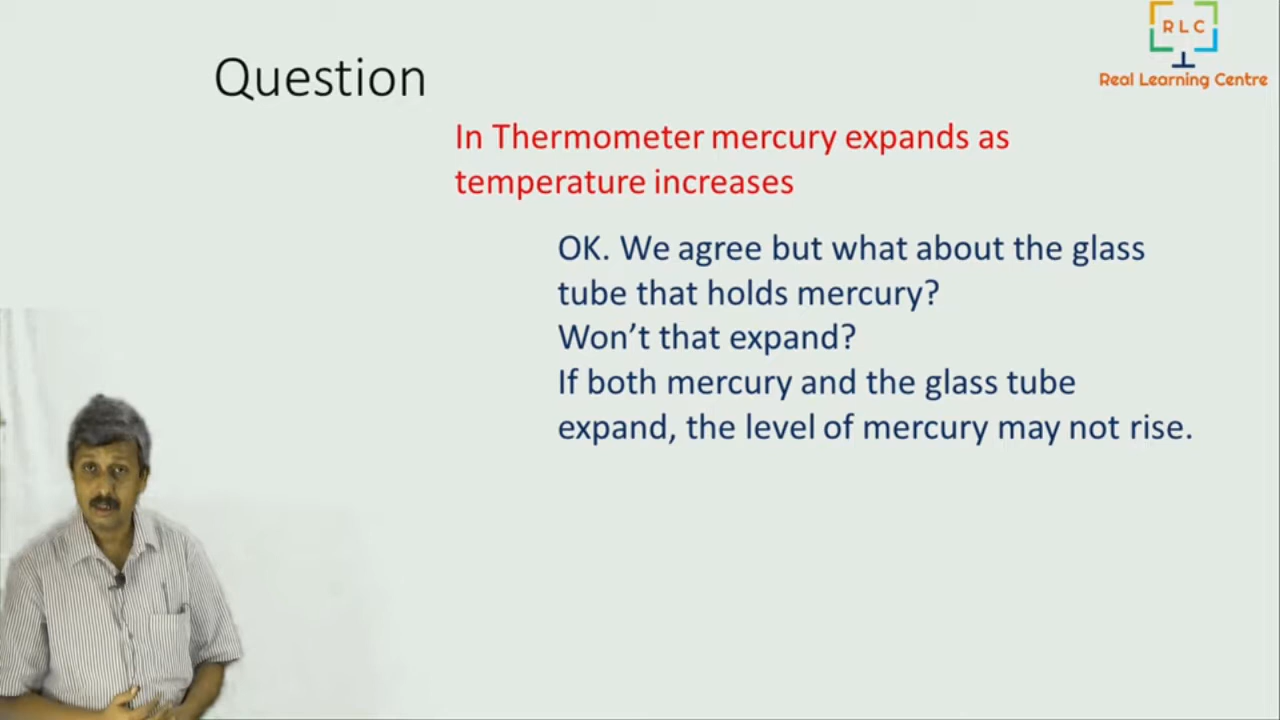 RLC
Real Learning Centre
Question
In Thermometer mercury expands as
temperature increases
OK. We agree but what about the glass
tube that holds mercury?
Won’t that expand?
If both mercury and the glass tube
expand, the level of mercury may not rise.